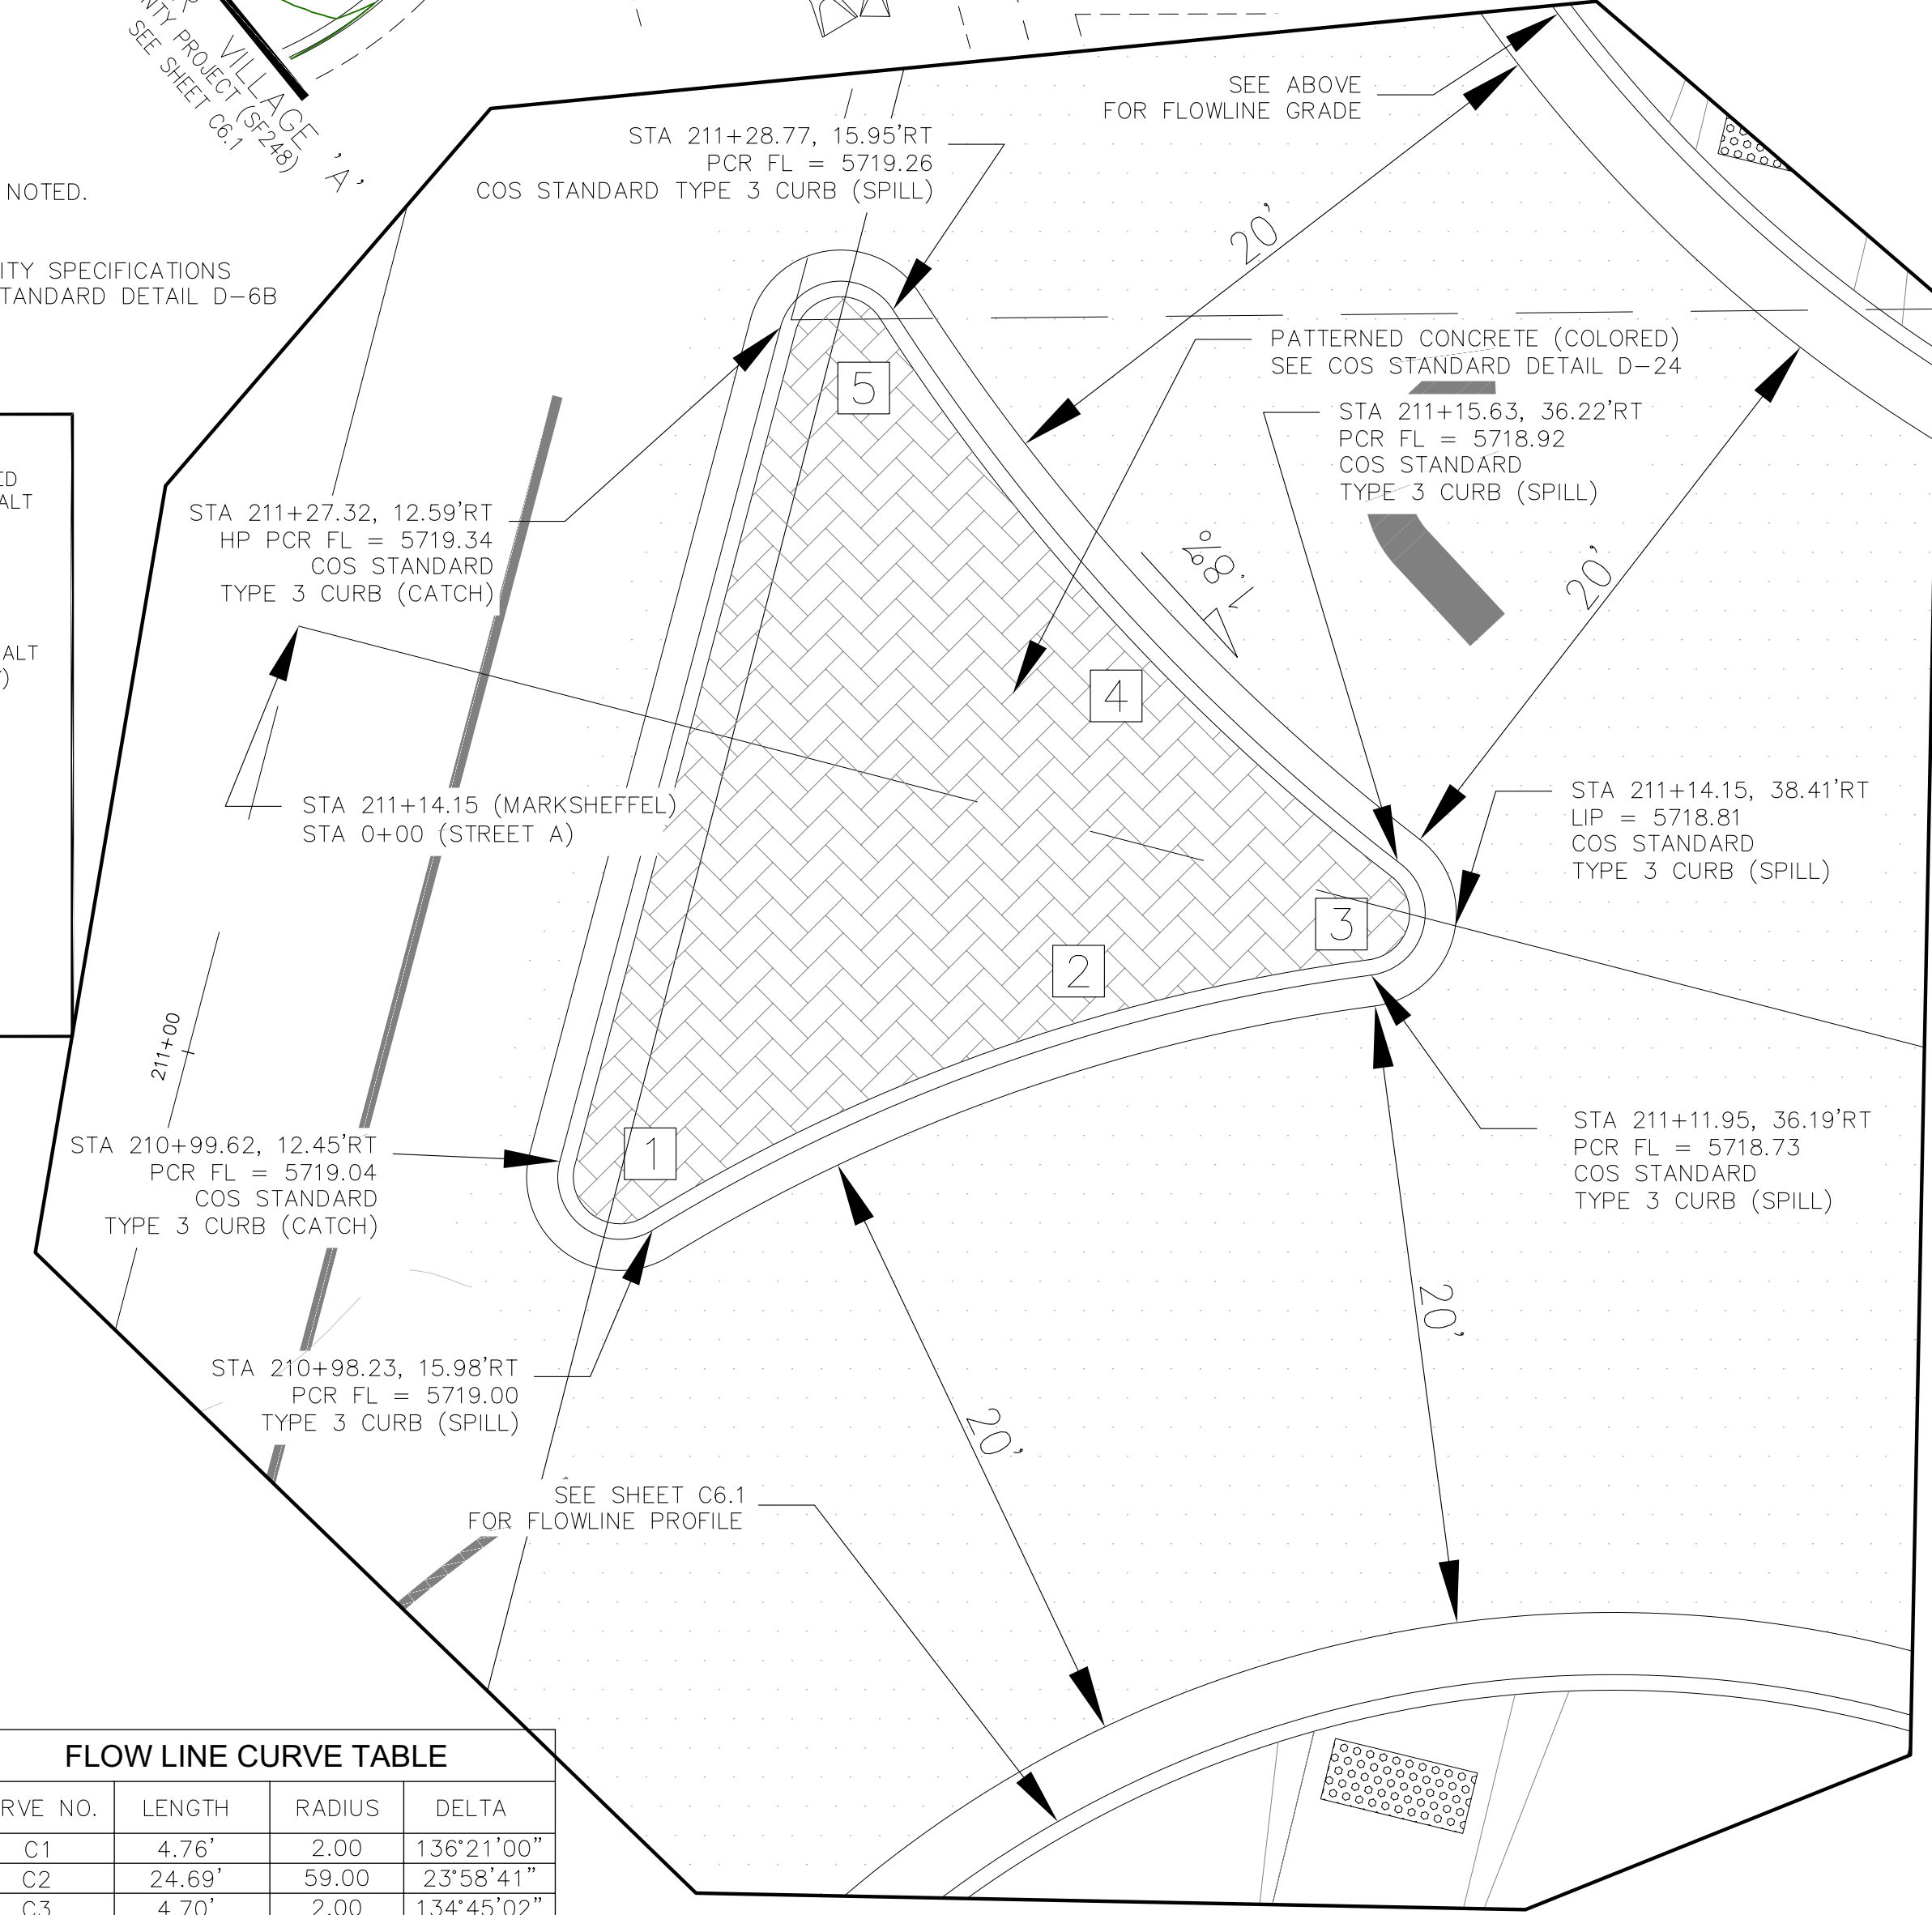 VILLAGE 'A'
NTY PROJECT (SF248)
SEE SHEET C6.1
NOTED.
ITY SPECIFICATIONS
TANDARD DETAIL D-6B
ED
ALT
ALT
)
SEE ABOVE
FOR FLOWLINE GRADE
STA 211+28.77, 15.95'RT
PCR FL = 5719.26
COS STANDARD TYPE 3 CURB (SPILL)
20'
PATTERNED CONCRETE (COLORED)
SEE COS STANDARD DETAIL D-24
5
STA 211+15.63, 36.22'RT
PCR FL = 5718.92
COS STANDARD
TYPE 3 CURB (SPILL)
STA 211+27.32, 12.59'RT
HP PCR FL = 5719.34
COS STANDARD
TYPE 3 CURB (CATCH)
1.8%
20'
4
STA 211+14.15 (MARKSHEFFEL)
STA 0+00 (STREET A)
STA 211+14.15, 38.41'RT
LIP = 5718.81
COS STANDARD
TYPE 3 CURB (SPILL)
3
2
211+00
STA 211+11.95, 36.19'RT
PCR FL = 5718.73
COS STANDARD
TYPE 3 CURB (SPILL)
STA 210+99.62, 12.45'RT
PCR FL = 5719.04
COS STANDARD
TYPE 3 CURB (CATCH)
1
20'
STA 210+98.23, 15.98'RT
PCR FL = 5719.00
TYPE 3 CURB (SPILL)
20'
SEE SHEET C6.1
FOR FLOWLINE PROFILE
FLOW LINE CURVE TABLE
RVE NO. LENGTH RADIUS DELTA
C1 4.76' 2.00 136°21'00"
C2 24.69' 59.00 23°58'41"
C3 4.70' 2.00 134°45'02"